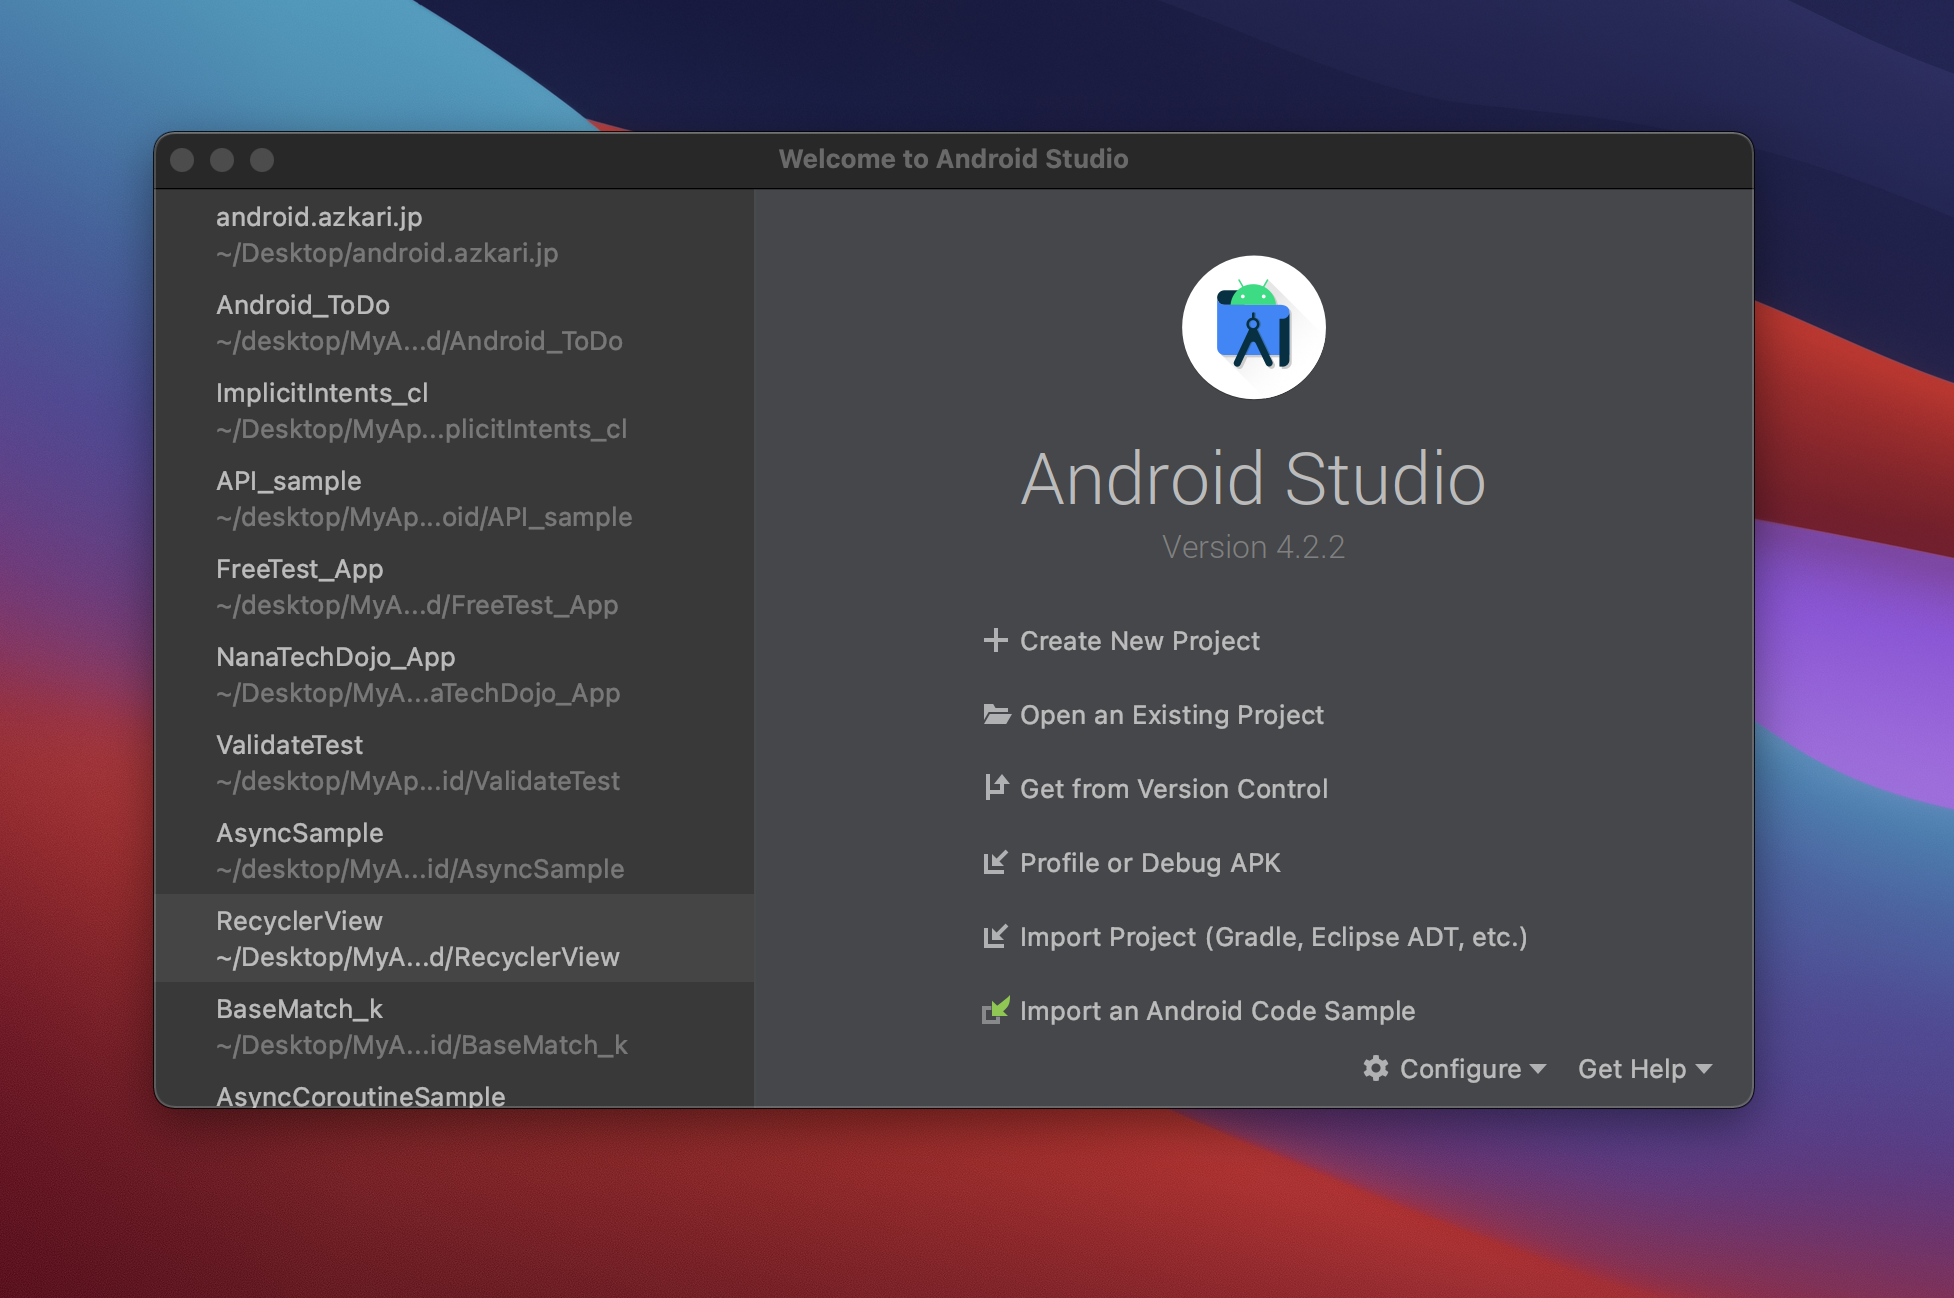 Welcome to Android Studio
android.azkari.jp
~/Desktop/android.azkari.jp
Android_ToDo
~/desktop/MyA...d/Android_ToDo
ImplicitIntents_cl
~/Desktop/MyAp...plicitIntents_cl
API_sample
~/desktop/MyAp...oid/API_sample
FreeTest_App
~/desktop/MyA...d/FreeTest_App
NanaTechDojo_App
~/Desktop/MyA...aTechDojo_App
ValidateTest
~/desktop/MyAp...id/ValidateTest
AsyncSample
~/desktop/MyA...id/AsyncSample
RecyclerView
~/Desktop/MyA...d/RecyclerView
BaseMatch_k
~/Desktop/MyA...id/BaseMatch_k
AsyncCoroutineSample
Android Studio
Version 4.2.2
Create New Project
Open an Existing Project
Get from Version Control
Profile or Debug APK
Import Project (Gradle, Eclipse ADT, etc.)
Import an Android Code Sample
Configure
Get Help